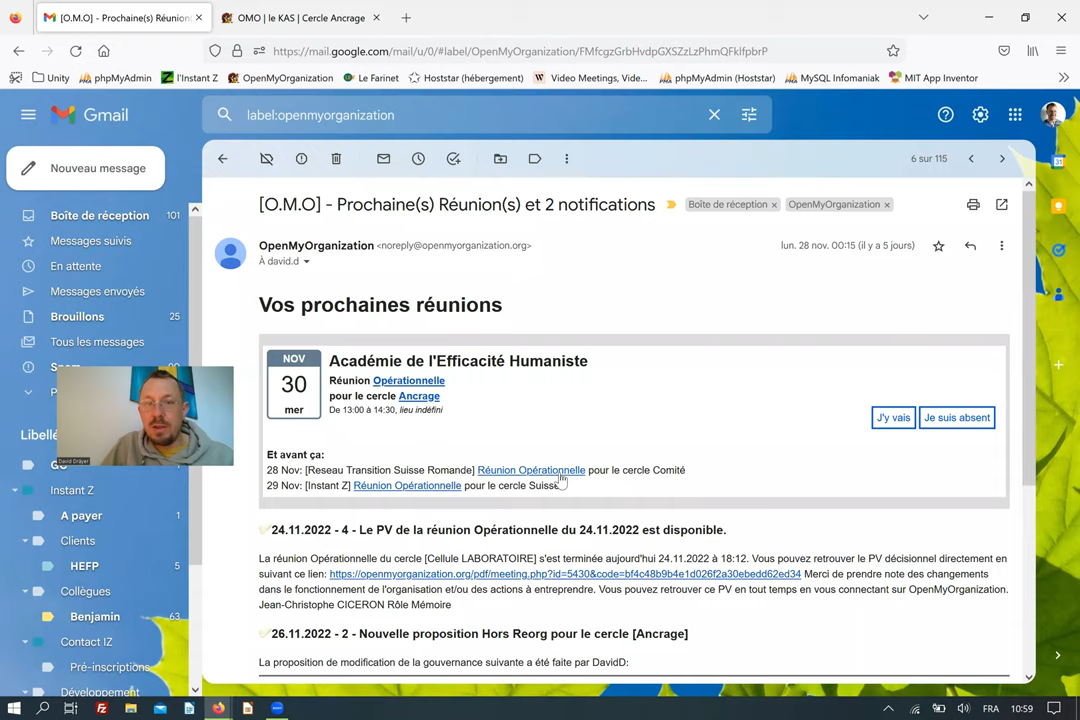 [O.M.O] - Prochaine(s) Réunion
OMO | le KAS | Cercle Ancrage
https://mail.google.com/mail/u/0/#label/OpenMyOrganization/FMfcgzGrbHvdpGXSZzLzPhmQFklfpbrP
Unity
phpMyAdmin
l'Instant Z
OpenMyOrganization
Le Farinet
Hoststar (hébergement)
Video Meetings, Vide...
phpMyAdmin (Hoststar)
MySQL Infomaniak
MIT App Inventor
Gmail
label:openmyorganization
Nouveau message
6 sur 115
Boîte de réception 101
Messages suivis
En attente
Messages envoyés
Brouillons 25
Tous les messages
Libellé
Instant Z
A payer 1
Clients
HEFP 5
Collègues
Benjamin 63
Contact IZ
Pré-inscriptions
Développement
[O.M.O] - Prochaine(s) Réunion(s) et 2 notifications
Boîte de réception
OpenMyOrganization
OpenMyOrganization <noreply@openmyorganization.org>
lun. 28 nov. 00:15 (il y a 5 jours)
À david.d
Vos prochaines réunions
NOV
30
mer
Académie de l'Efficacité Humaniste
Réunion Opérationnelle
pour le cercle Ancrage
De 13:00 à 14:30, lieu indéfini
J'y vais
Je suis absent
Et avant ça:
28 Nov: [Reseau Transition Suisse Romande] Réunion Opérationnelle pour le cercle Comité
29 Nov: [Instant Z] Réunion Opérationnelle pour le cercle Suisse
24.11.2022 - 4 - Le PV de la réunion Opérationnelle du 24.11.2022 est disponible.
La réunion Opérationnelle du cercle [Cellule LABORATOIRE] s'est terminée aujourd'hui 24.11.2022 à 18:12. Vous pouvez retrouver le PV décisionnel directement en
suivant ce lien: https://openmyorganization.org/pdf/meeting.php?id=5430&code=bf4c48b9b4e1d026f2a30ebedd62ed34 Merci de prendre note des changements
dans le fonctionnement de l'organisation et/ou des actions à entreprendre. Vous pouvez retrouver ce PV en tout temps en vous connectant sur OpenMyOrganization.
Jean-Christophe CICERON Rôle Mémoire
26.11.2022 - 2 - Nouvelle proposition Hors Reorg pour le cercle [Ancrage]
La proposition de modification de la gouvernance suivante a été faite par DavidD:
David Dräyer
FRA
10:59